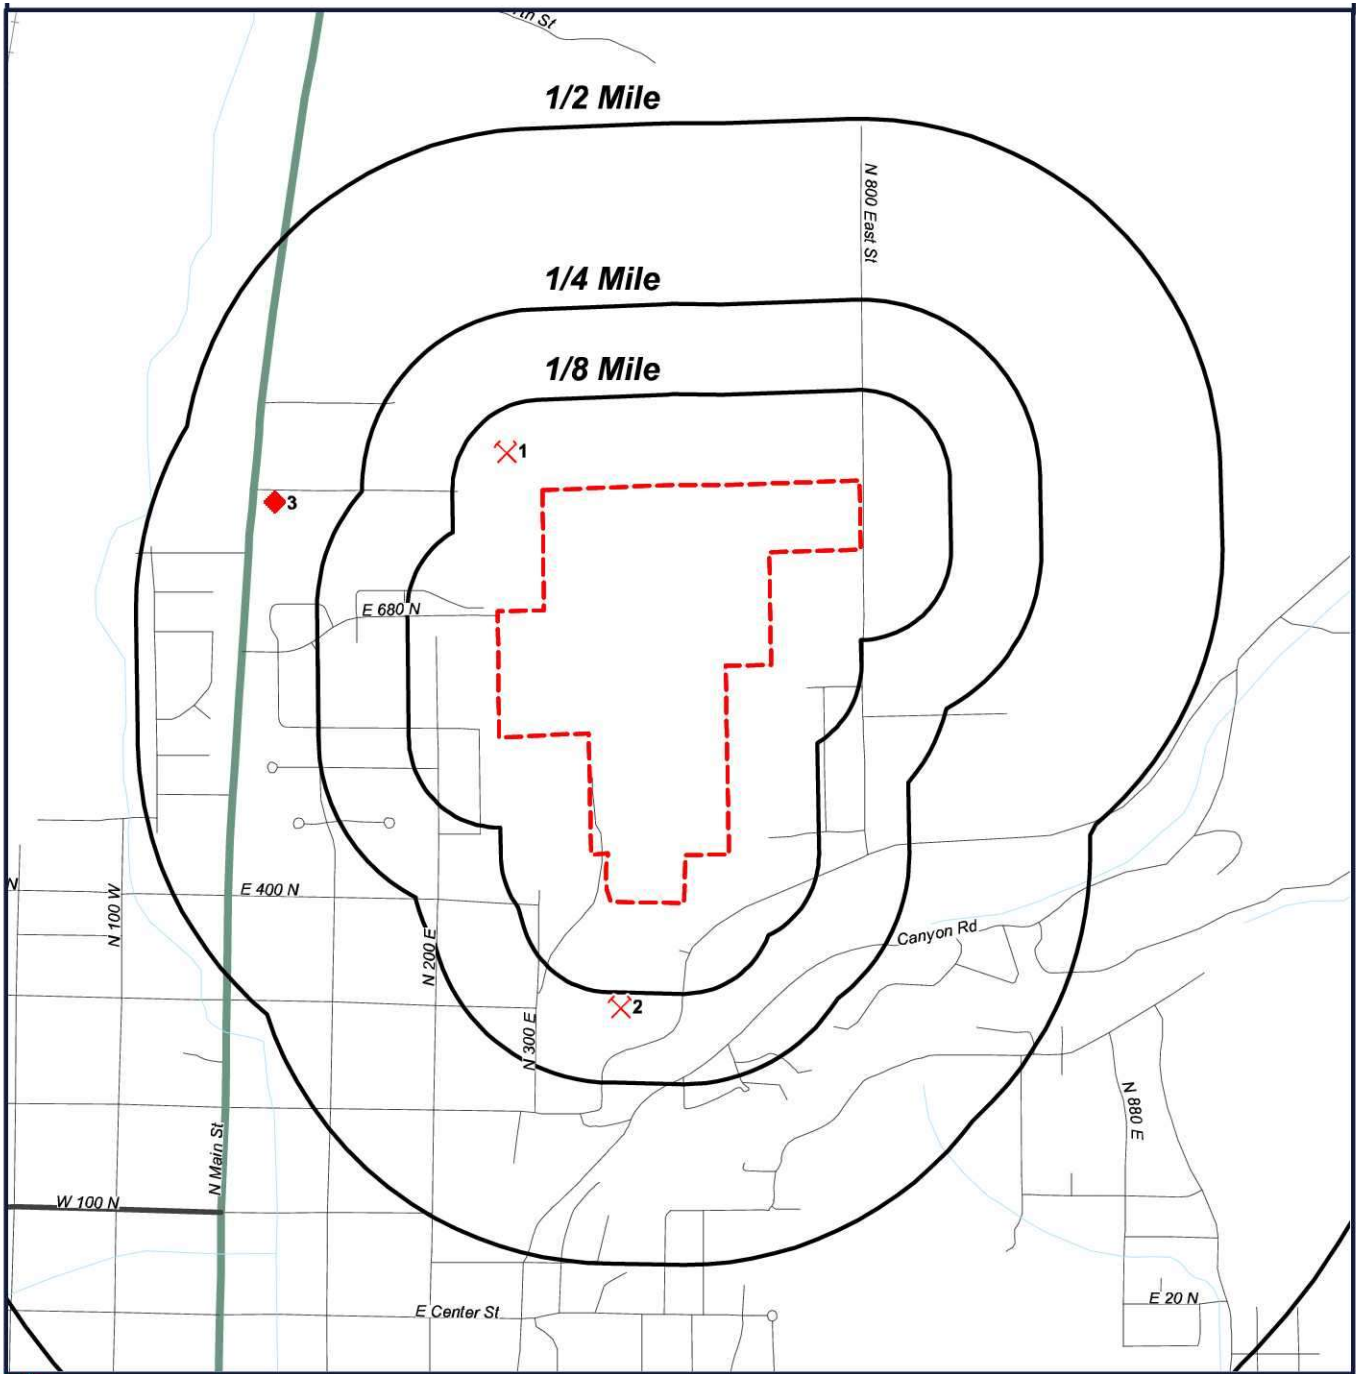 1/2 Mile
N 800 East St
1/4 Mile
1/8 Mile
1
3
E 680 N
N
E 400 N
N 100 W
N 200 E
Canyon Rd
2
N 300 E
N 880 E
N Main St
W 100 N
E 20 N
E Center St